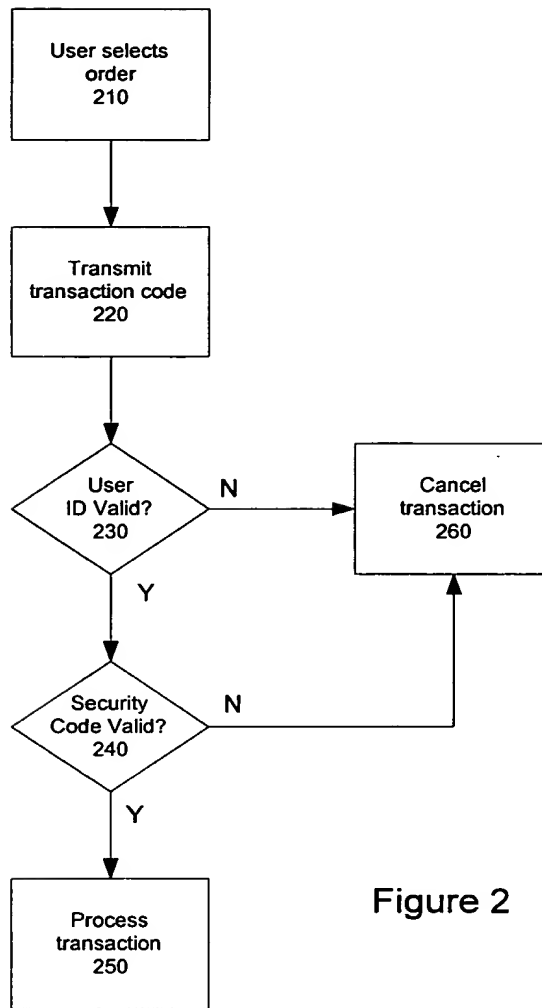 User selects
order
210
Transmit
transaction code
220
User
ID Valid?
230
N
Cancel
transaction
260
Y
Security
Code Valid?
240
N
Y
Process
transaction
250
Figure 2